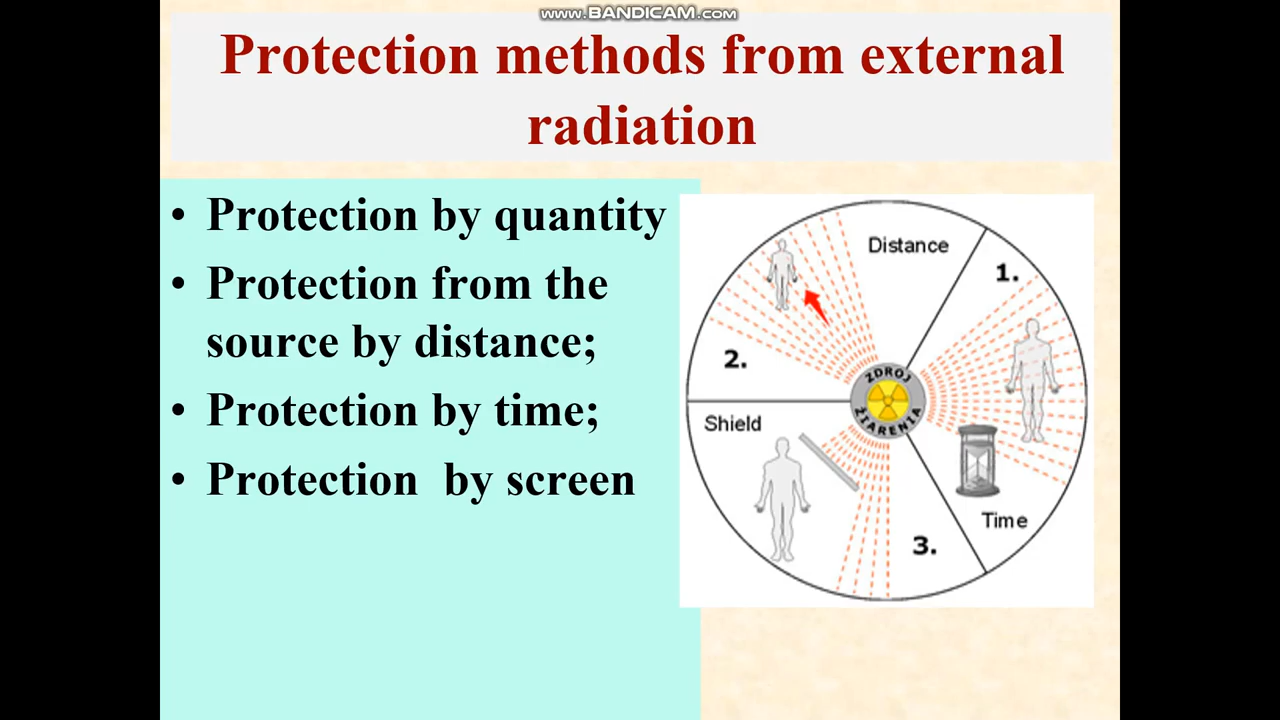 www.BANDICAM.com
Protection methods from external
radiation
• Protection by quantity
• Protection from the
source by distance;
• Protection by time;
• Protection by screen
Distance
1.
2.
Shield
ZDROJ
ŽIARENIA
Time
3.